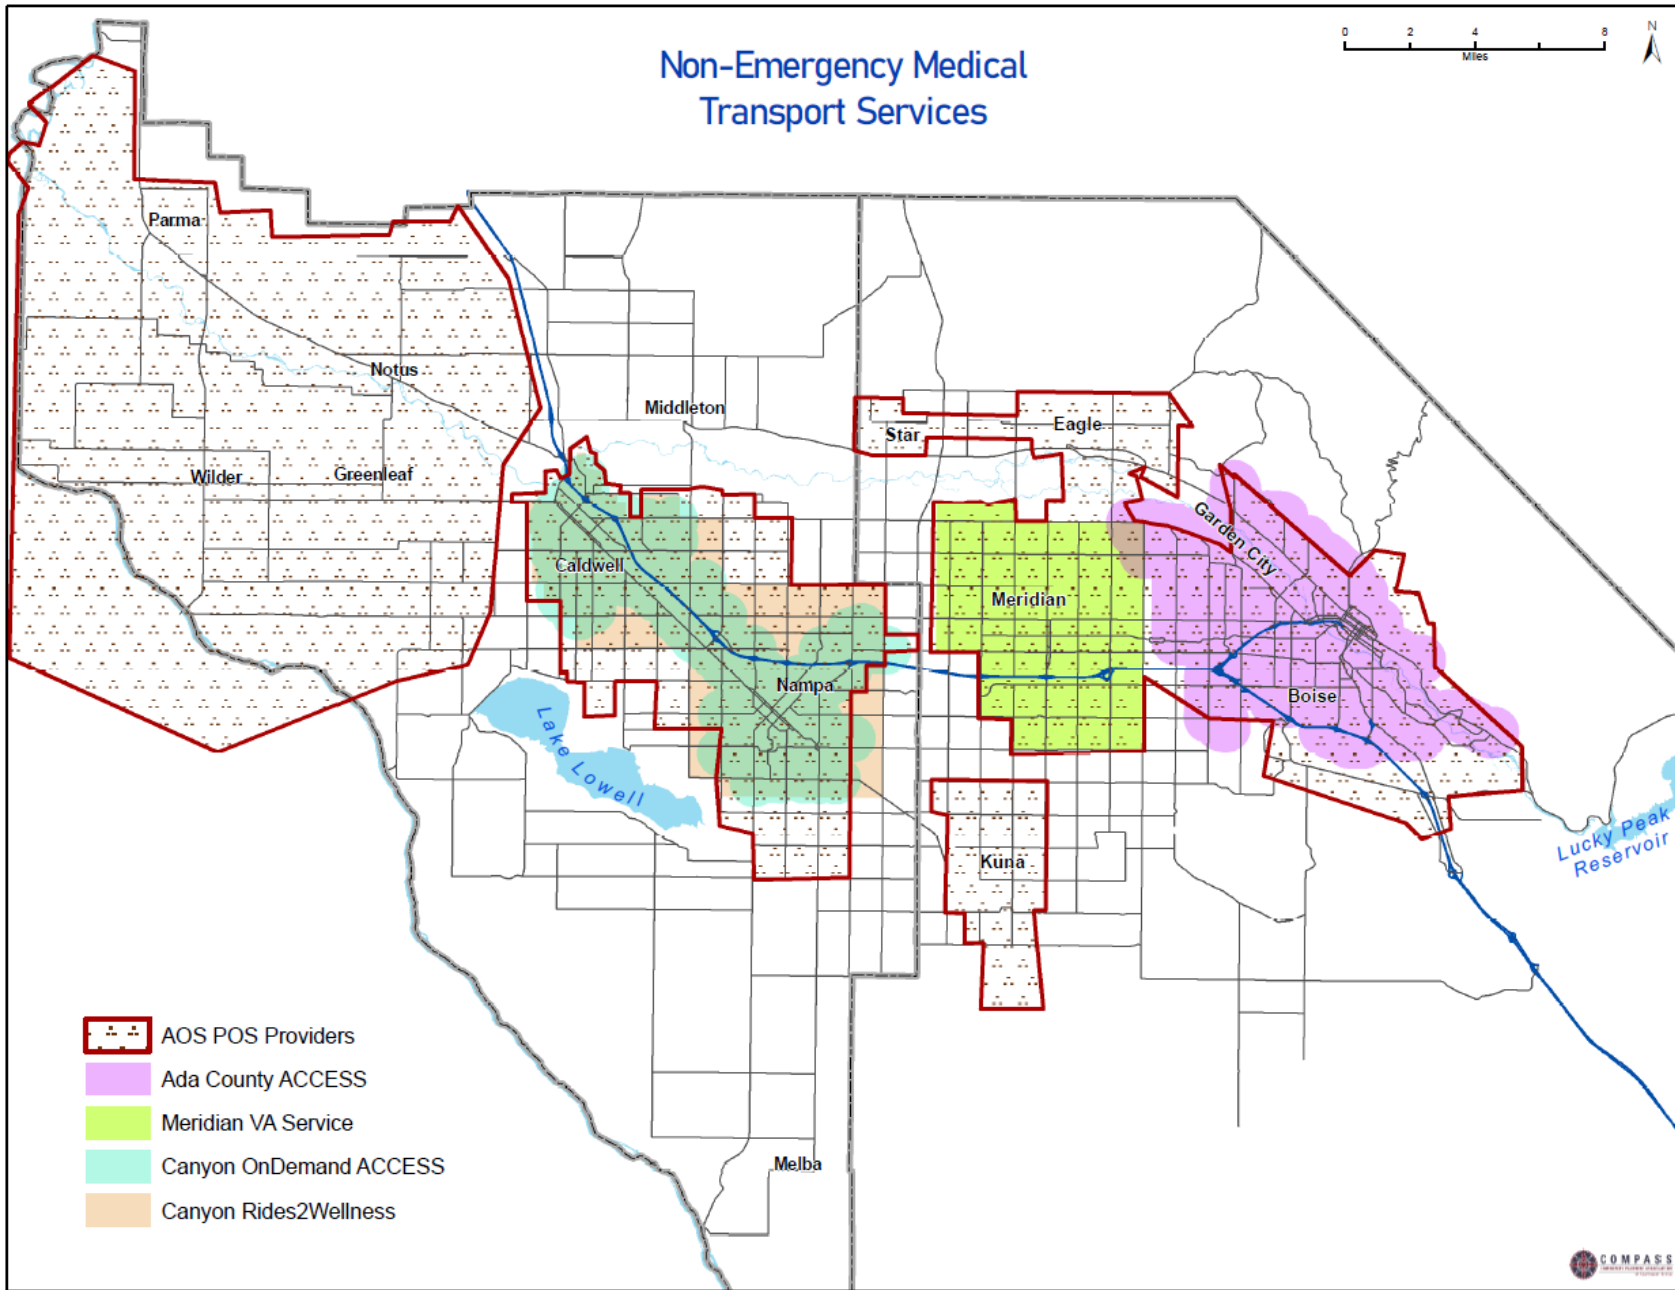 Non-Emergency Medical
Transport Services
0 2 4 8
Miles
N
Parma
Notus
Middleton
Star
Eagle
Wilder
Greenleaf
Garden City
Caldwell
Meridian
Nampa
Boise
Lake Lowell
Kuna
Lucky Peak
Reservoir
Melba
AOS POS Providers
Ada County ACCESS
Meridian VA Service
Canyon OnDemand ACCESS
Canyon Rides2Wellness
COMPASS